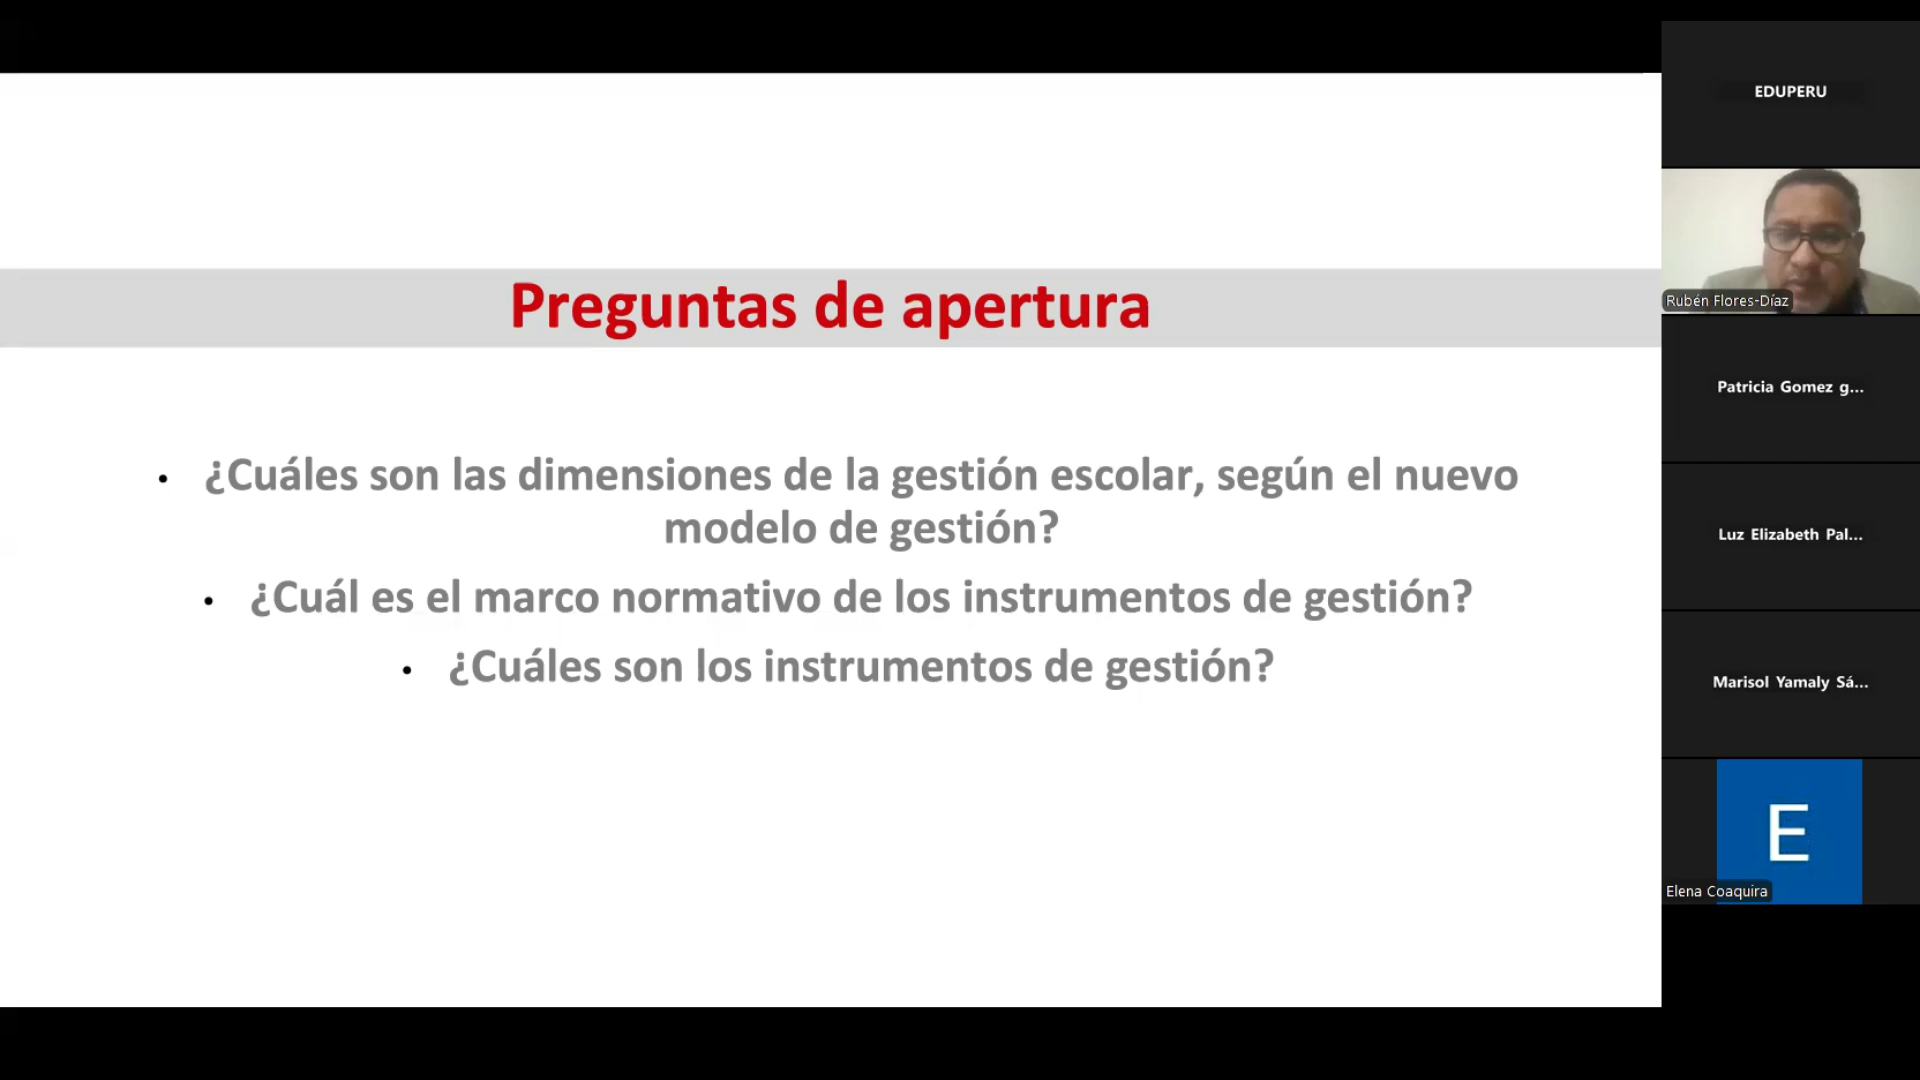 Preguntas de apertura
• ¿Cuáles son las dimensiones de la gestión escolar, según el nuevo
modelo de gestión?
• ¿Cuál es el marco normativo de los instrumentos de gestión?
• ¿Cuáles son los instrumentos de gestión?
EDUPERU
Rubén Flores-Díaz
Patricia Gomez g...
Luz Elizabeth Pal...
Marisol Yamaly Sá...
E
Elena Coaquira